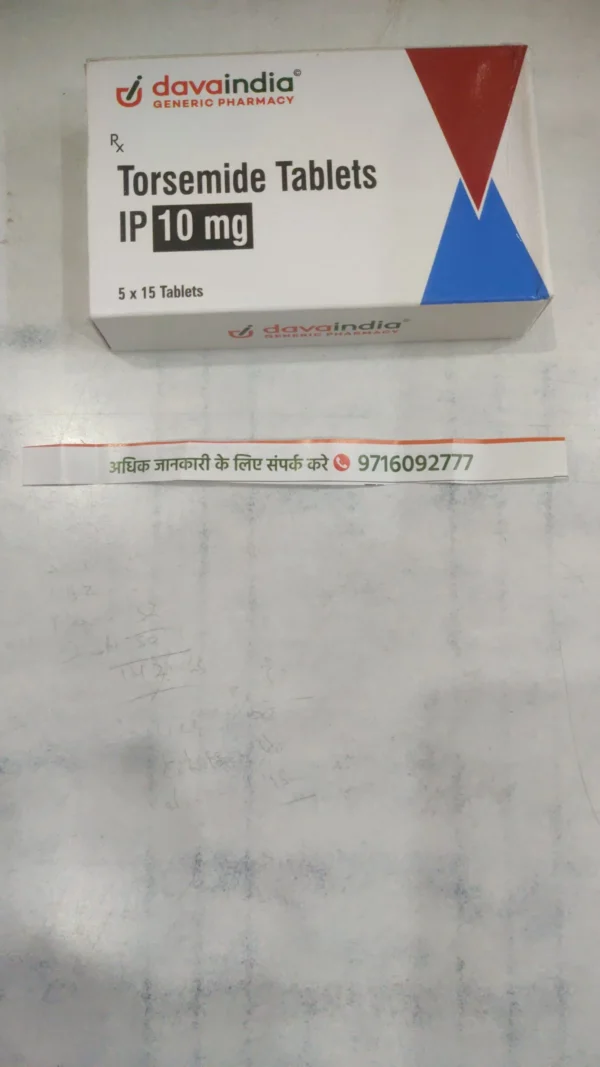 davaindia©
GENERIC PHARMACY
Rx
Torsemide Tablets
IP 10 mg
5 x 15 Tablets
davaindia©
GENERIC PHARMACY
अधिक जानकारी के लिए संपर्क करे 9716092777